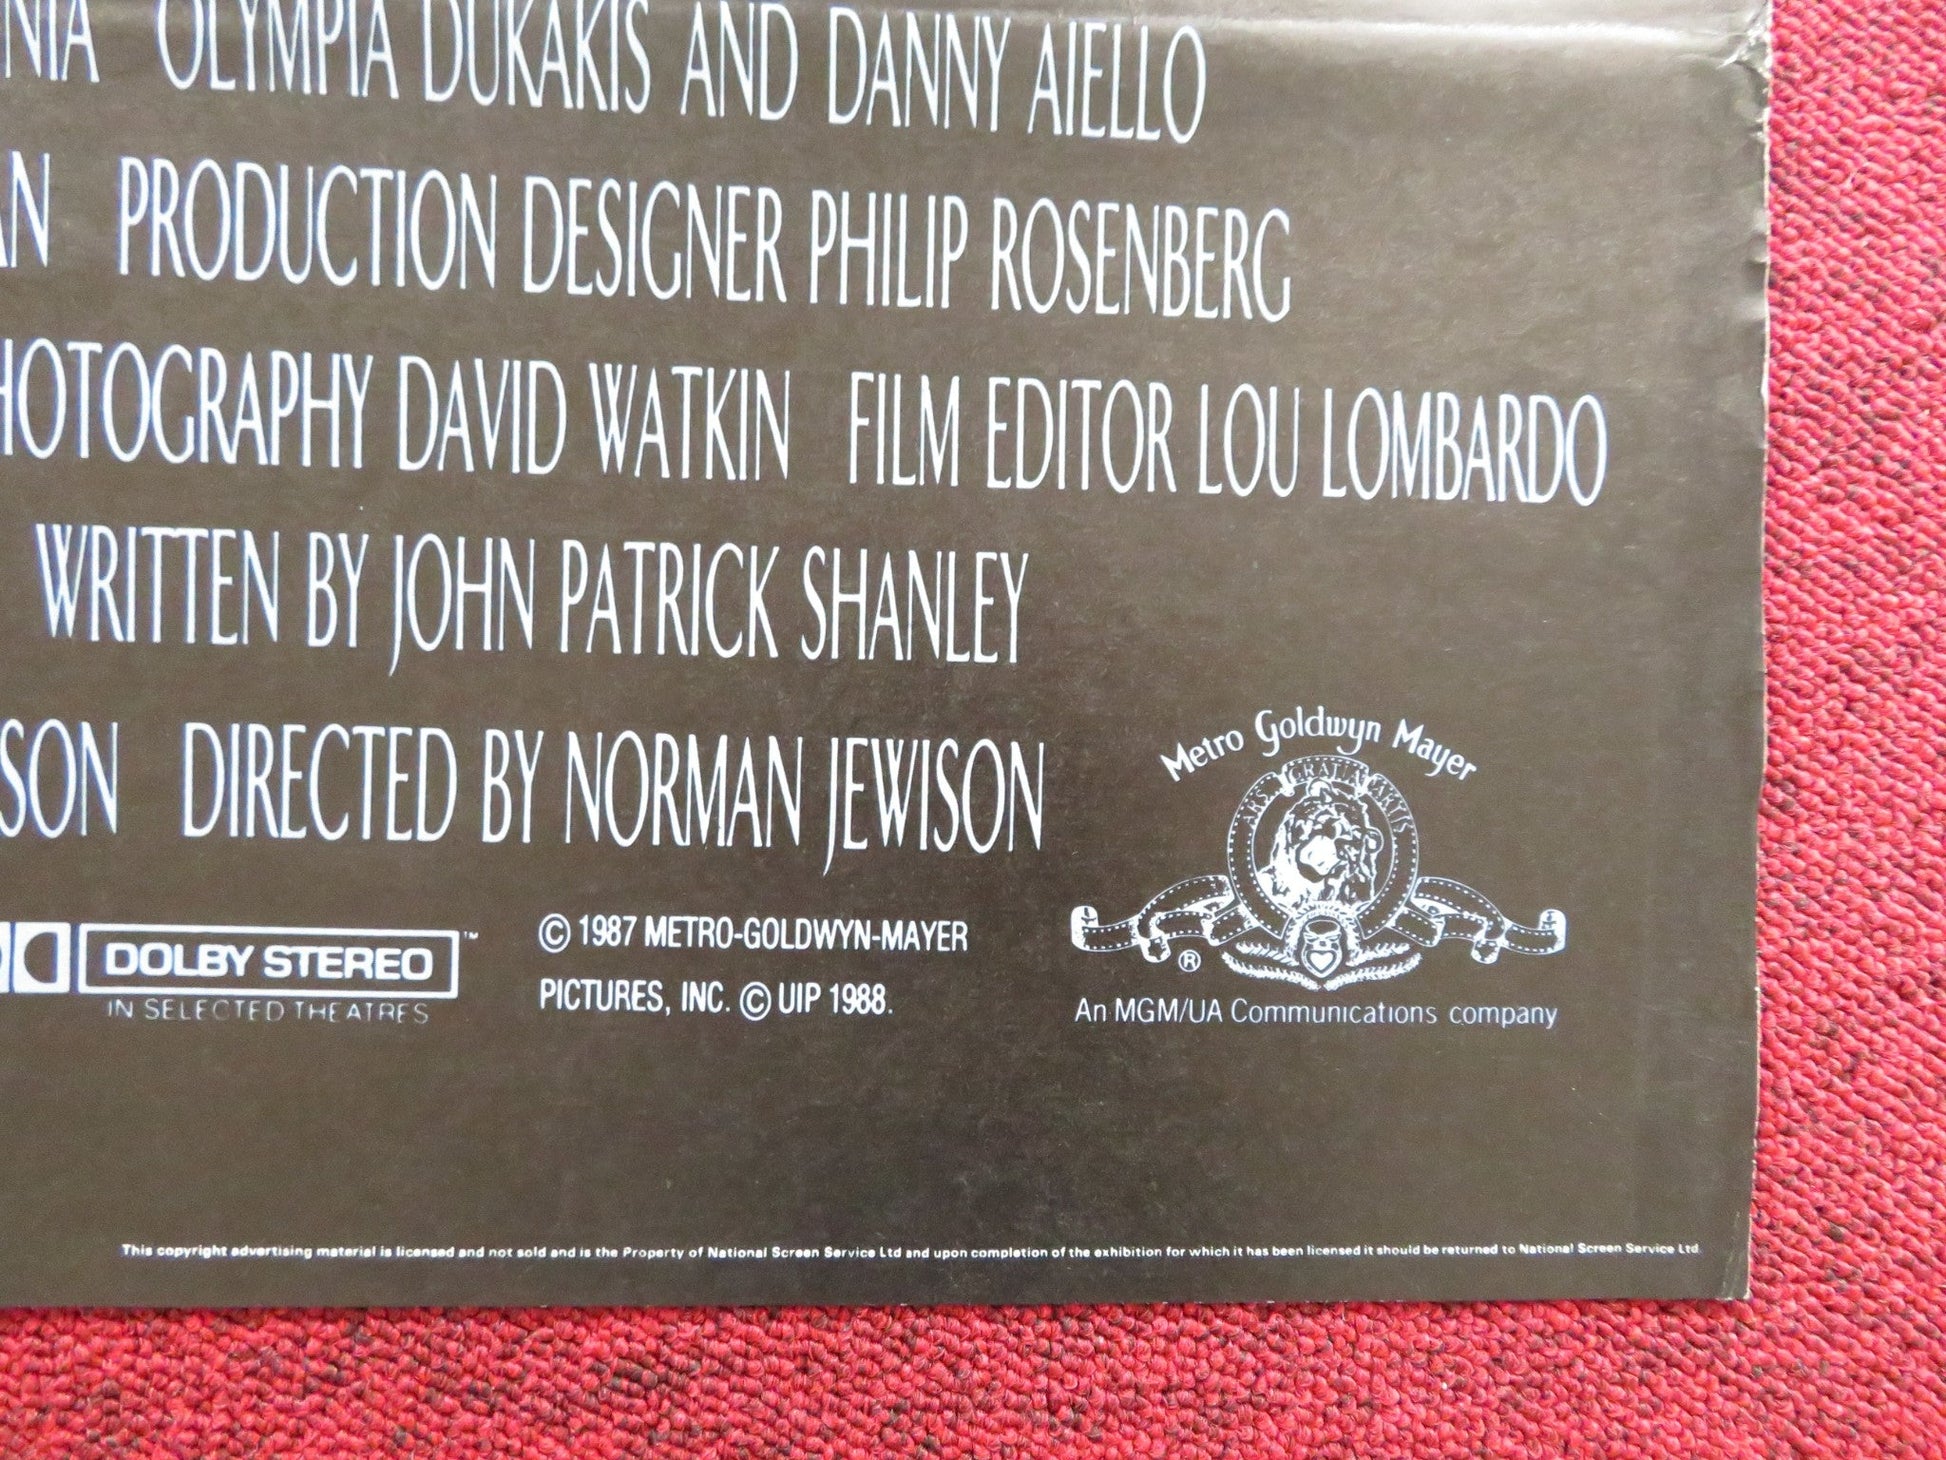 NIA OLYMPIA DUKAKIS AND DANNY AIELLO
AN PRODUCTION DESIGNER PHILIP ROSENBERG
HOTOGRAPHY DAVID WATKIN FILM EDITOR LOU LOMBARDO
WRITTEN BY JOHN PATRICK SHANLEY
SON DIRECTED BY NORMAN JEWISON
Metro Goldwyn Mayer
ARS GRATIA ARTIS
DOLBY STEREO ™
IN SELECTED THEATRES
© 1987 METRO-GOLDWYN-MAYER
PICTURES, INC. © UIP 1988.
®
An MGM/UA Communications company
This copyright advertising material is licensed and not sold and is the Property of National Screen Service Ltd and upon completion of the exhibition for which it has been licensed it should be returned to National Screen Service Ltd